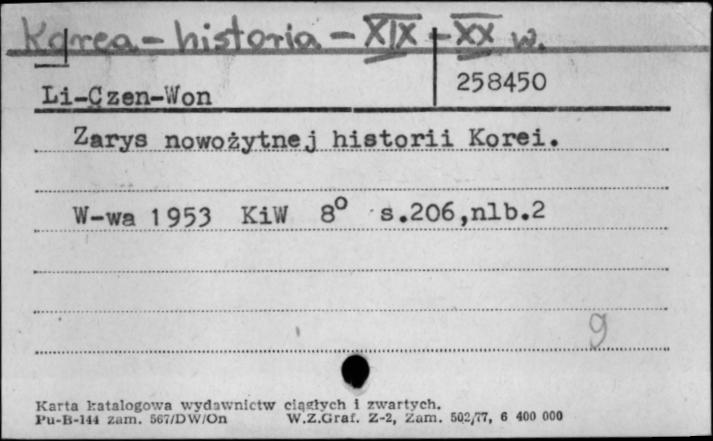 Korea - historia - XIX - XX w.
Li-Czen-Won
258450
Zarys nowożytnej historii Korei.
W-wa 1953 KiW 8° s.206,nlb.2
9
Karta katalogowa wydawnictw ciągłych i zwartych.
Pu-B-144 zam. 567/DW/On W.Z.Graf. Z-2, Zam. 502/77, 6 400 000